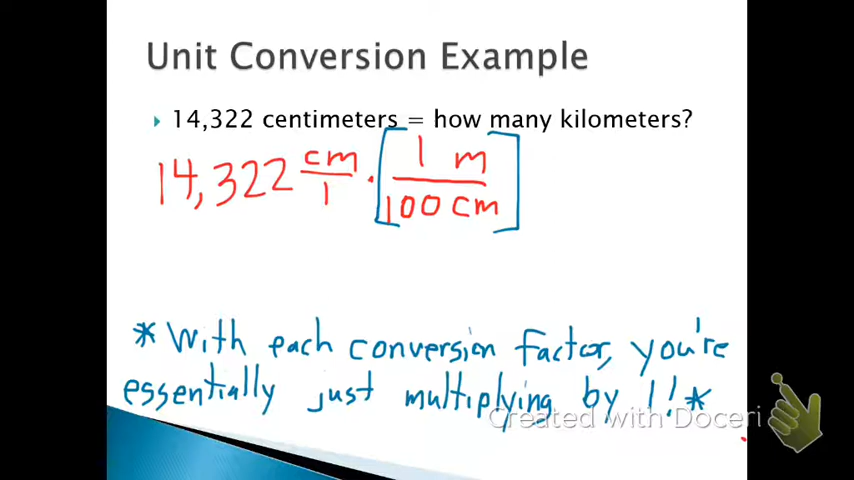 Unit Conversion Example
14,322 centimeters = how many kilometers?
14,322 cm/1 · [1 m/100 cm]
*With each conversion factor, you're
essentially just multiplying by 1!*
Created with Doceri